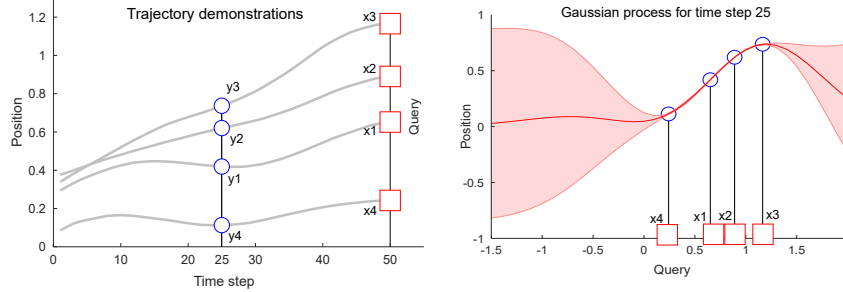 Trajectory demonstrations
1.2
1
0.8
0.6
0.4
0.2
0
Position
x3
x2
x1
x4
y3
y2
y1
y4
Query
0 10 20 25 30 40 50
Time step
Gaussian process for time step 25
1
0.5
0
-0.5
-1
Position
x4 x1 x2 x3
-1.5 -1 -0.5 0 0.5 1 1.5
Query